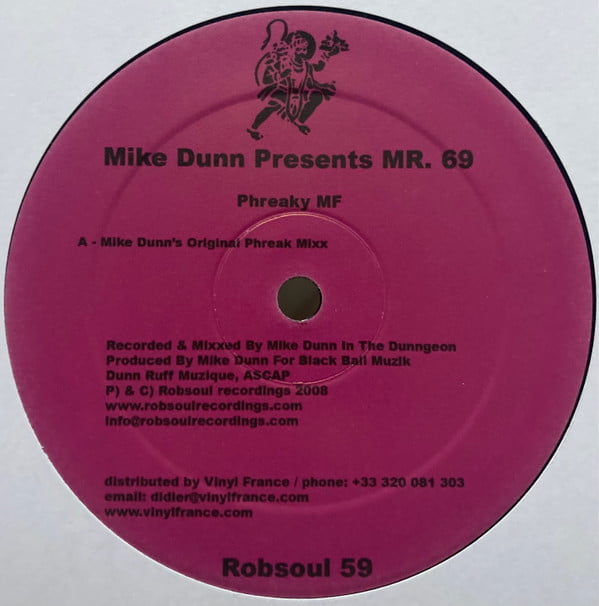 Mike Dunn Presents MR. 69
Phreaky MF
A - Mike Dunn's Original Phreak Mixx
Recorded & Mixxed By Mike Dunn In The Dunngeon
Produced By Mike Dunn For Black Ball Muzik
Dunn Ruff Muzique, ASCAP
P) & C) Robsoul recordings 2008
www.robsoulrecordings.com
info@robsoulrecordings.com
distributed by Vinyl France / phone: +33 320 081 303
email: didier@vinylfrance.com
www.vinylfrance.com
Robsoul 59